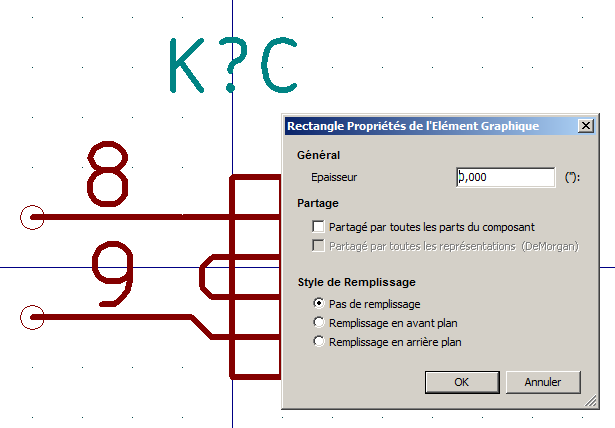 K?C
Rectangle Propriétés de l'Elément Graphique
Général
Epaisseur 0,000 ("):
Partage
Partagé par toutes les parts du composant
Partagé par toutes les représentations (DeMorgan)
Style de Remplissage
Pas de remplissage
Remplissage en avant plan
Remplissage en arrière plan
OK Annuler
8
9